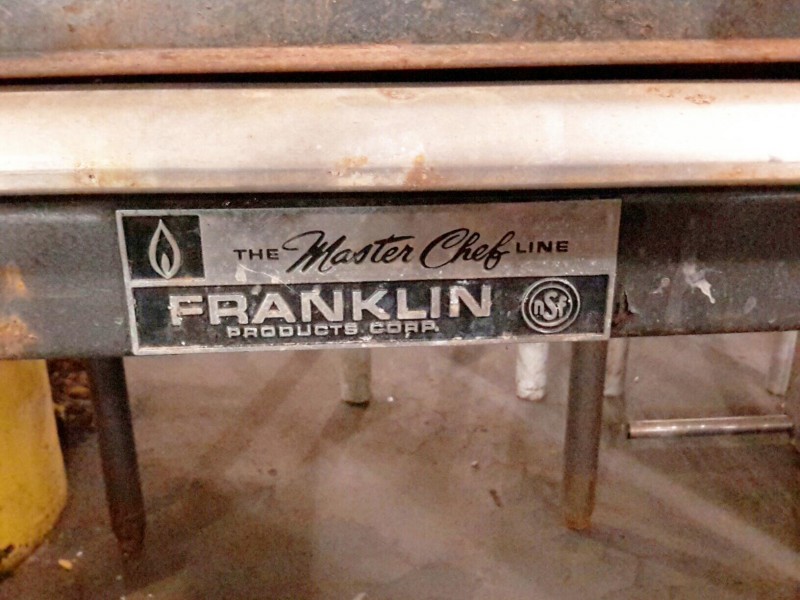 THE Master Chef LINE
FRANKLIN
PRODUCTS CORP.
nSf